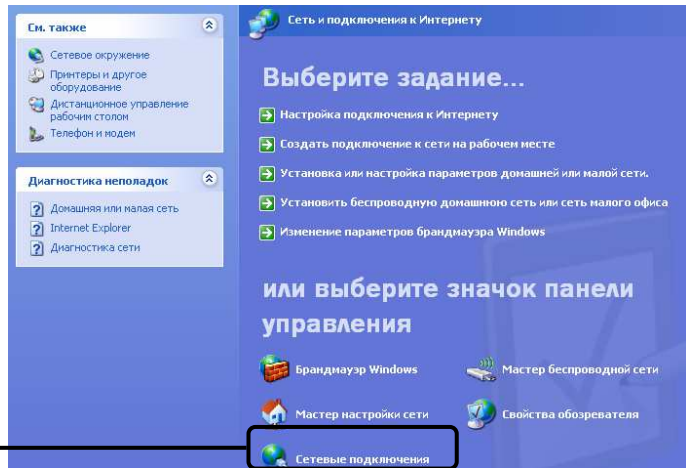 См. также
Сетевое окружение
Принтеры и другое
оборудование
Дистанционное управление
рабочим столом
Телефон и модем
Диагностика неполадок
Домашняя или малая сеть
Internet Explorer
Диагностика сети
Сеть и подключения к Интернету
Выберите задание...
Настройка подключения к Интернету
Создать подключение к сети на рабочем месте
Установка или настройка параметров домашней или малой сети.
Установить беспроводную домашнюю сеть или сеть малого офиса
Изменение параметров брандмауэра Windows
или выберите значок панели
управления
Брандмауэр Windows
Мастер беспроводной сети
Мастер настройки сети
Свойства обозревателя
Сетевые подключения